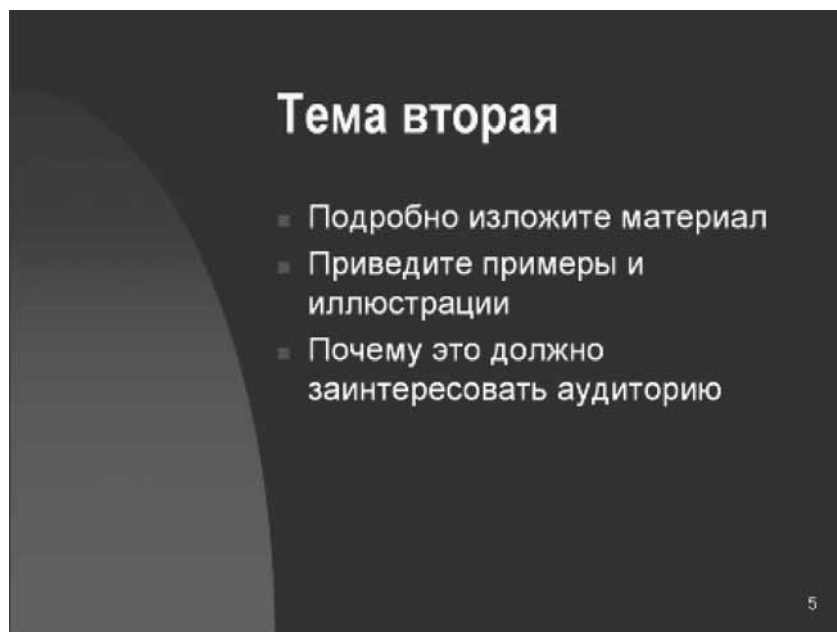 Тема вторая
Подробно изложите материал
Приведите примеры и
иллюстрации
Почему это должно
заинтересовать аудиторию
5